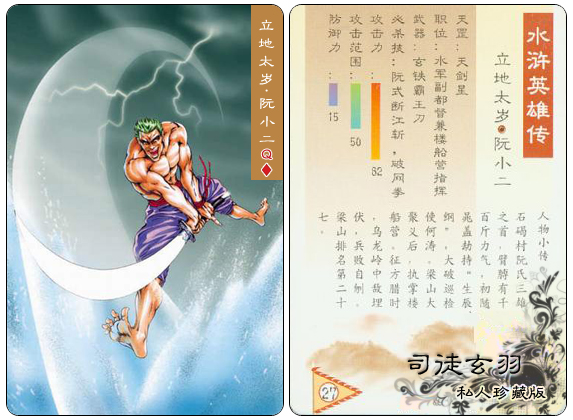 立地太岁·阮小二
Q
水浒英雄传
立地太岁 阮小二
天罡：天剑星
职位：水军副都督兼楼船营指挥
武器：玄铁霸王刀
必杀技：阮式断江斩，破网拳
攻击力：
82
攻击范围：
50
防御力：
15
人物小传
石碣村阮氏三雄
之首，臂膊有千
百斤力气，初随
晁盖劫持“生辰
纲”，大破巡检
使何涛。梁山大
聚义后，执掌楼
船营。征方腊时
，乌龙岭中敌埋
伏，兵败自刎。
梁山排名第二十
七。
27
司徒玄羽
私人珍藏版